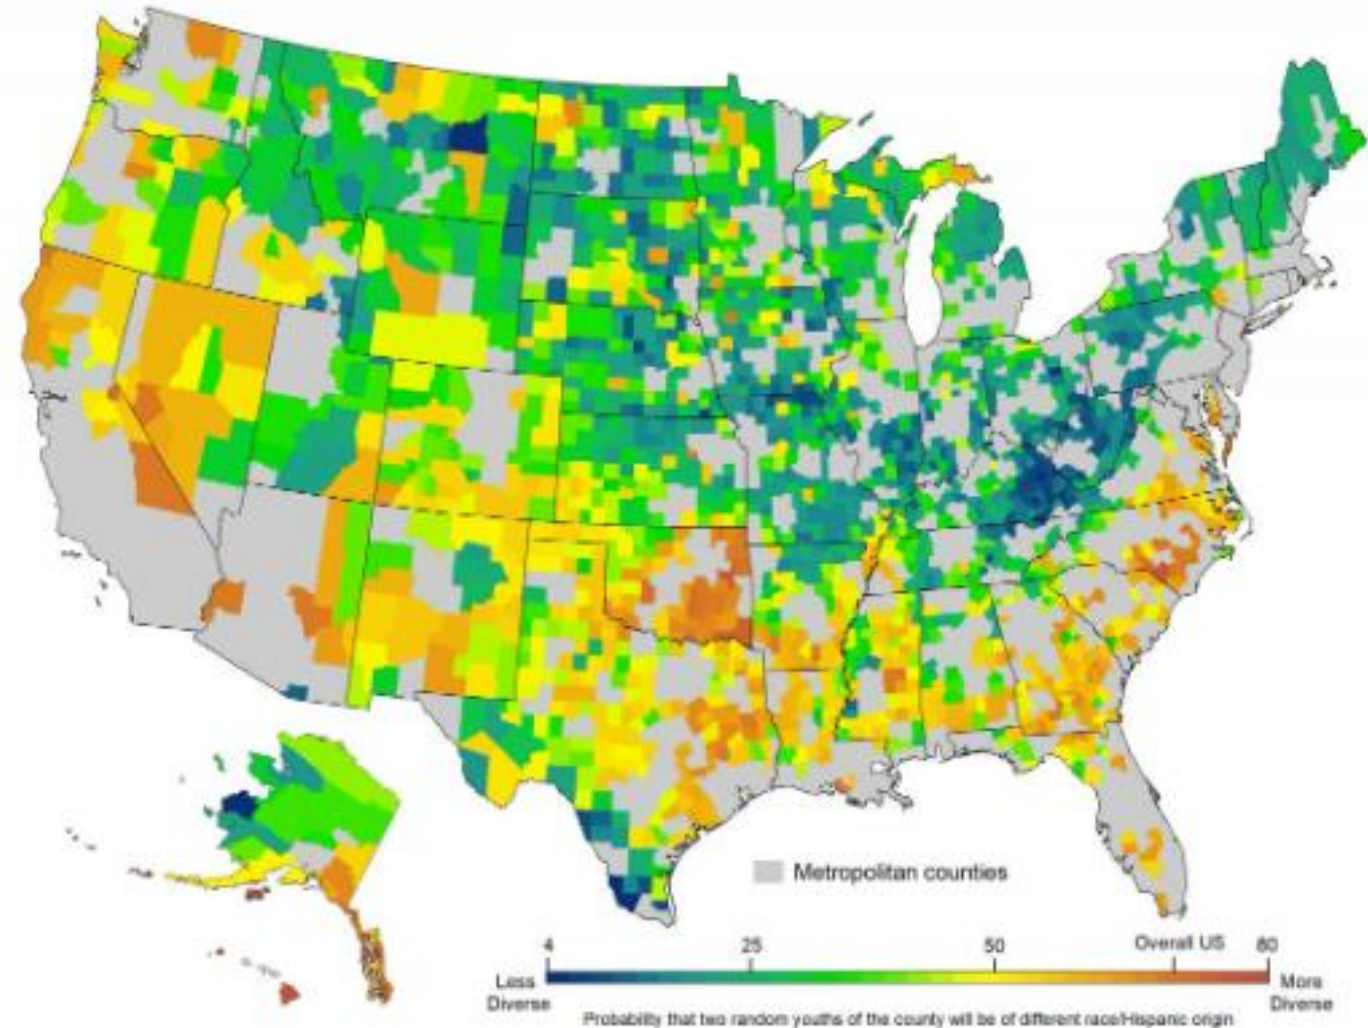 Metropolitan counties
4 25 50 Overall US 80
Less Diverse
More Diverse
Probability that two random youths of the county will be of different race/Hispanic origin